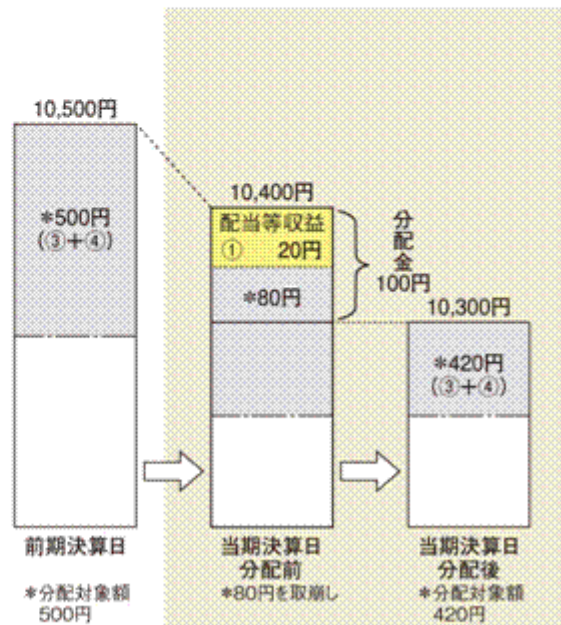 10,500円
*500円
(③+④)
前期決算日
*分配対象額
500円
10,400円
配当等収益
① 20円
*80円
分配金
100円
当期決算日
分配前
*80円を取崩し
10,300円
*420円
(③+④)
当期決算日
分配後
*分配対象額
420円